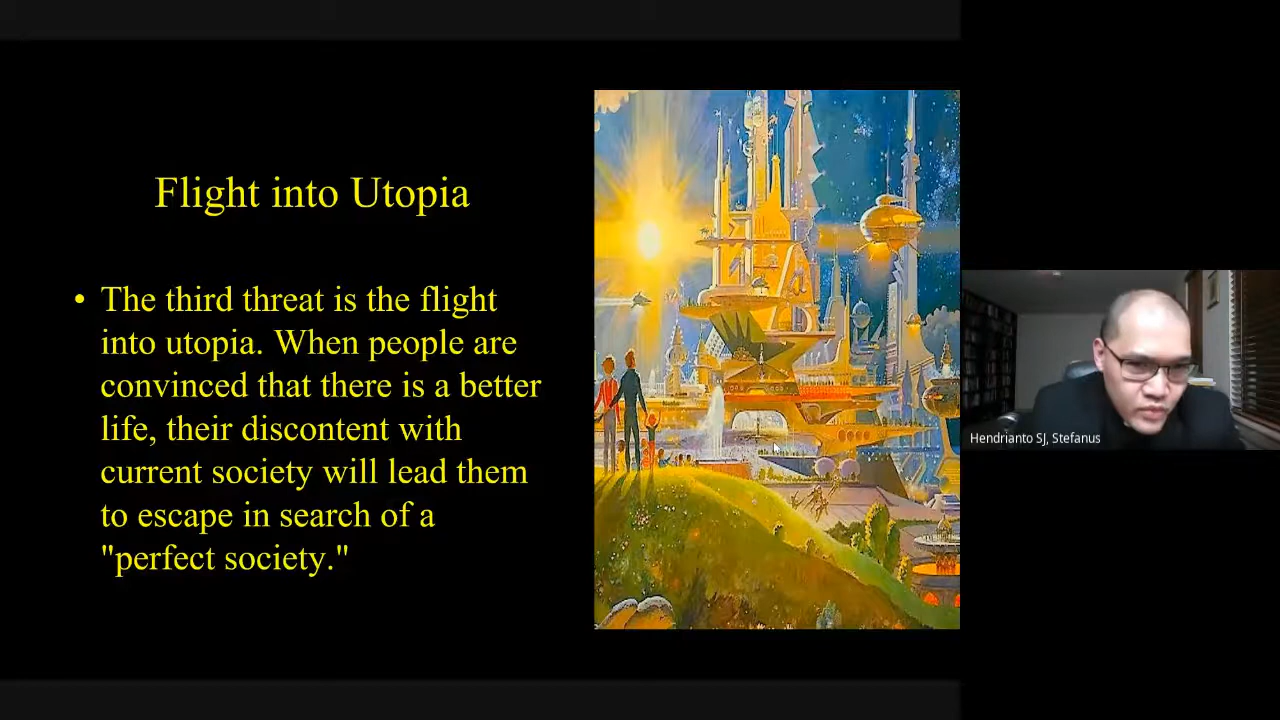 Flight into Utopia
• The third threat is the flight
into utopia. When people are
convinced that there is a better
life, their discontent with
current society will lead them
to escape in search of a
"perfect society."
Hendrianto SJ, Stefanus